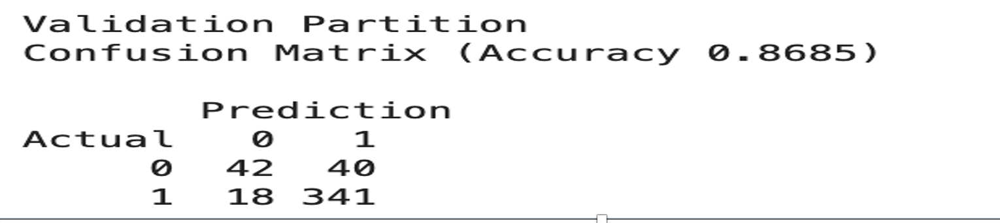 Validation Partition
Confusion Matrix (Accuracy 0.8685)
Prediction
Actual 0 1
0 42 40
1 18 341